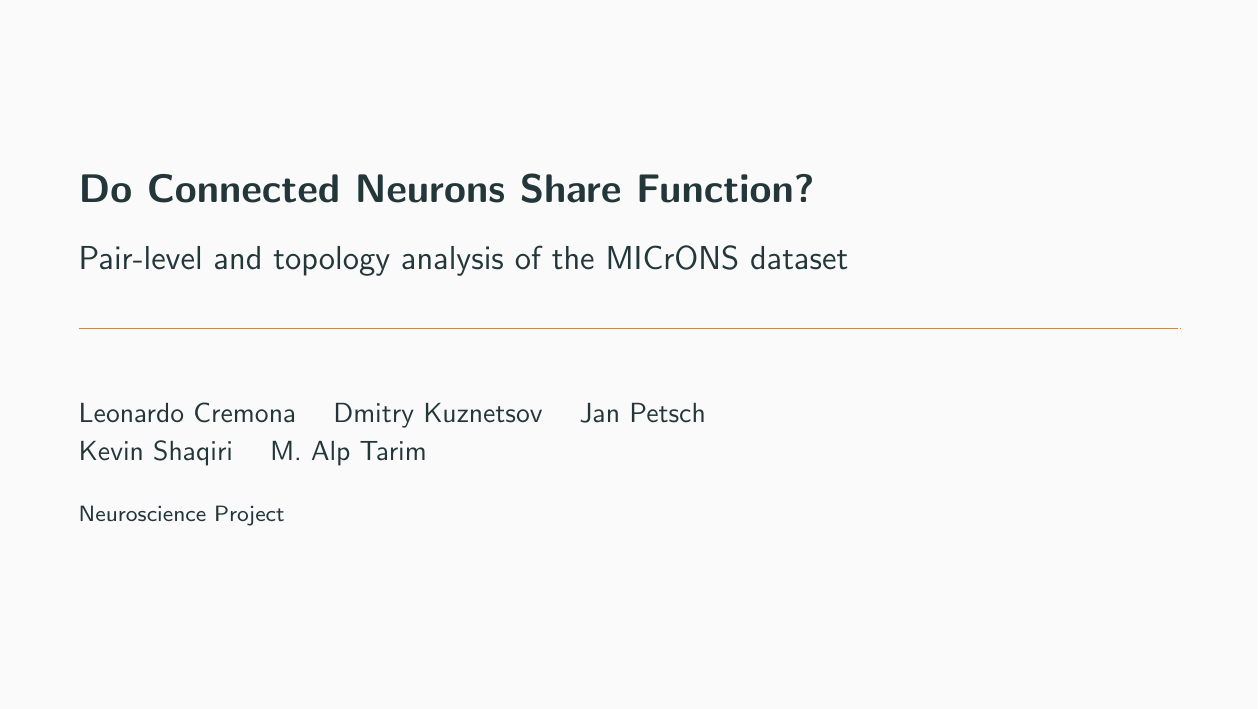 Do Connected Neurons Share Function?
Pair-level and topology analysis of the MICrONS dataset
Leonardo Cremona Dmitry Kuznetsov Jan Petsch
Kevin Shaqiri M. Alp Tarim
Neuroscience Project